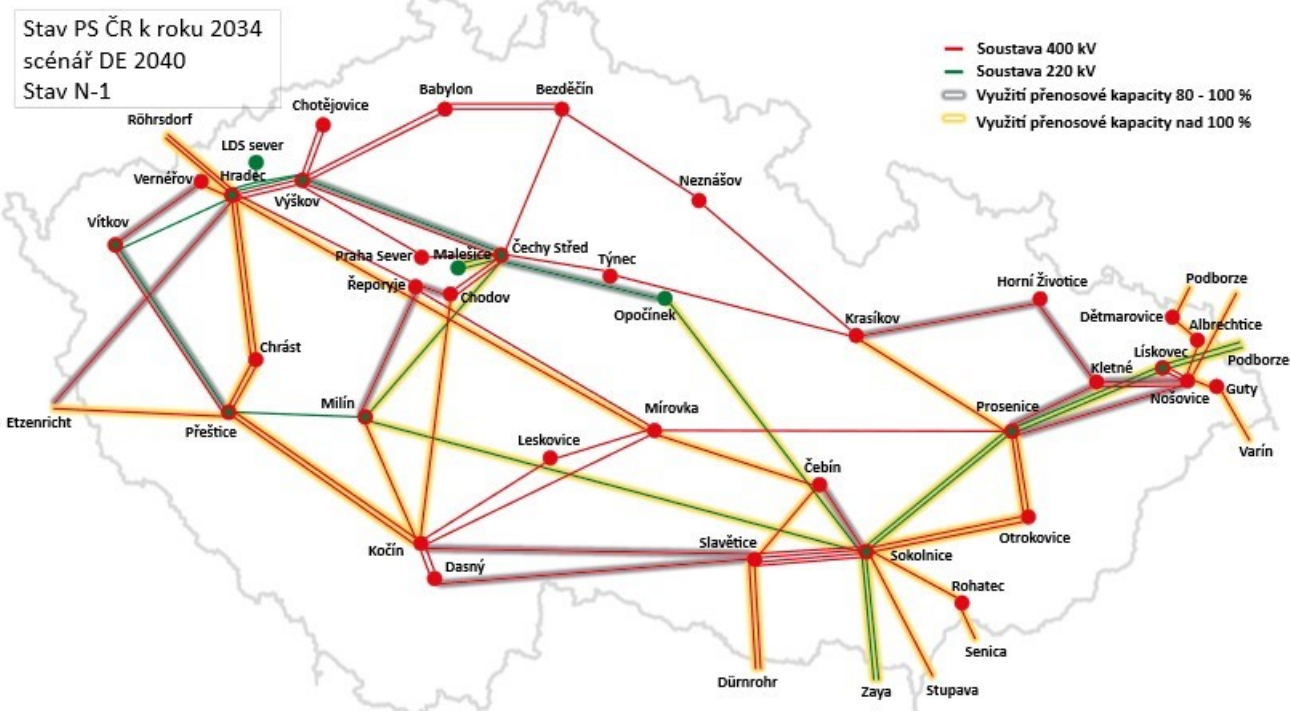 Stav PS ČR k roku 2034
scénář DE 2040
Stav N-1
Soustava 400 kV
Soustava 220 kV
Využití přenosové kapacity 80 - 100 %
Využití přenosové kapacity nad 100 %
Babylon
Bezděčín
Chotějovice
Röhrsdorf
LDS sever
Vernéřov
Hradec
Výškov
Neznášov
Vítkov
Praha Sever
Malešice
Čechy Střed
Týnec
Řeporyje
Chodov
Opočínek
Krasíkov
Horní Životice
Podborze
Dětmarovice
Albrechtice
Lískovec
Podborze
Kletné
Nošovice
Guty
Chrást
Etzenricht
Přeštice
Milín
Mírovka
Prosenice
Varín
Leskovice
Čebín
Kočín
Dasný
Slavětice
Sokolnice
Otrokovice
Rohatec
Senica
Dürnrohr
Zaya
Stupava